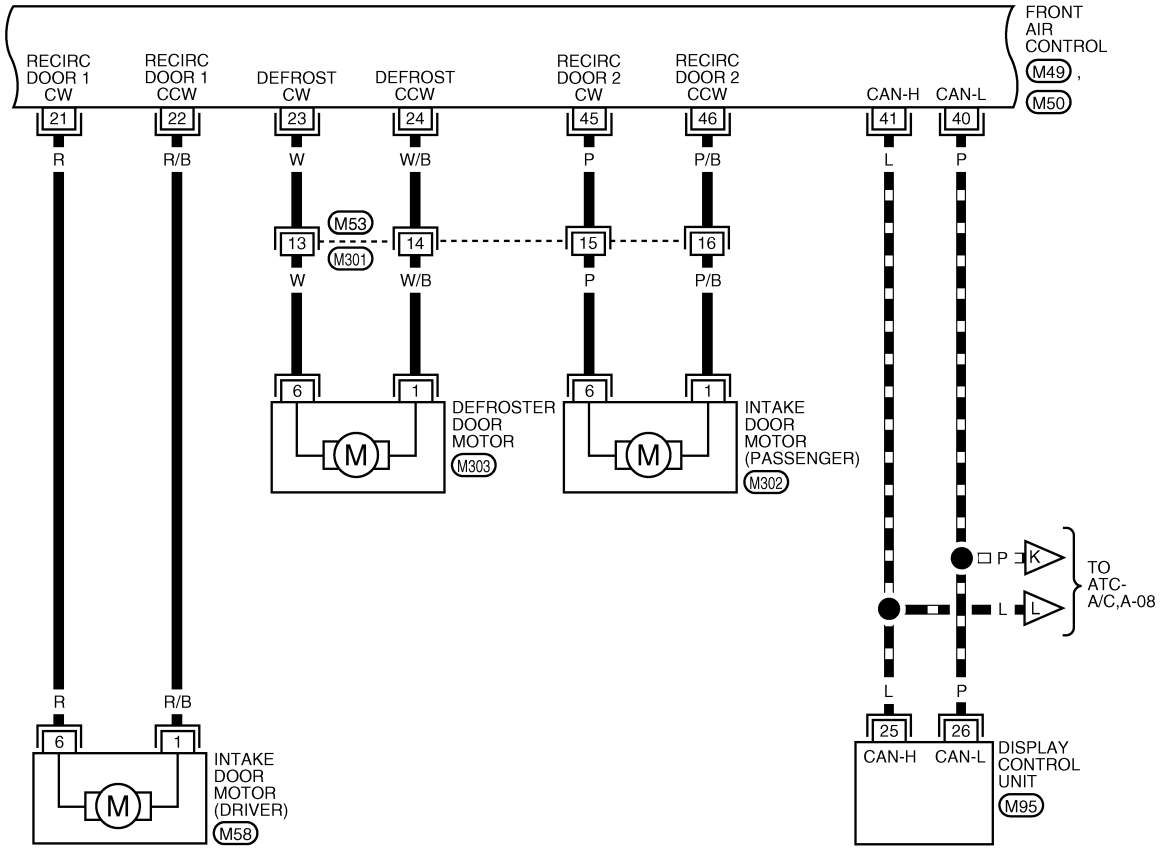 FRONT
AIR
CONTROL
M49 ,
M50
RECIRC
DOOR 1
CW
RECIRC
DOOR 1
CCW
DEFROST
CW
DEFROST
CCW
RECIRC
DOOR 2
CW
RECIRC
DOOR 2
CCW
CAN-H
CAN-L
21
22
23
24
45
46
41
40
R
R/B
W
W/B
P
P/B
L
P
M53
13
14
15
16
M301
W
W/B
P
P/B
6
1
6
1
M
M
DEFROSTER
DOOR
MOTOR
M303
INTAKE
DOOR
MOTOR
(PASSENGER)
M302
P
K
L
L
TO
ATC-
A/C,A-08
R
R/B
L
P
6
1
25
26
M
INTAKE
DOOR
MOTOR
(DRIVER)
M58
CAN-H
CAN-L
DISPLAY
CONTROL
UNIT
M95